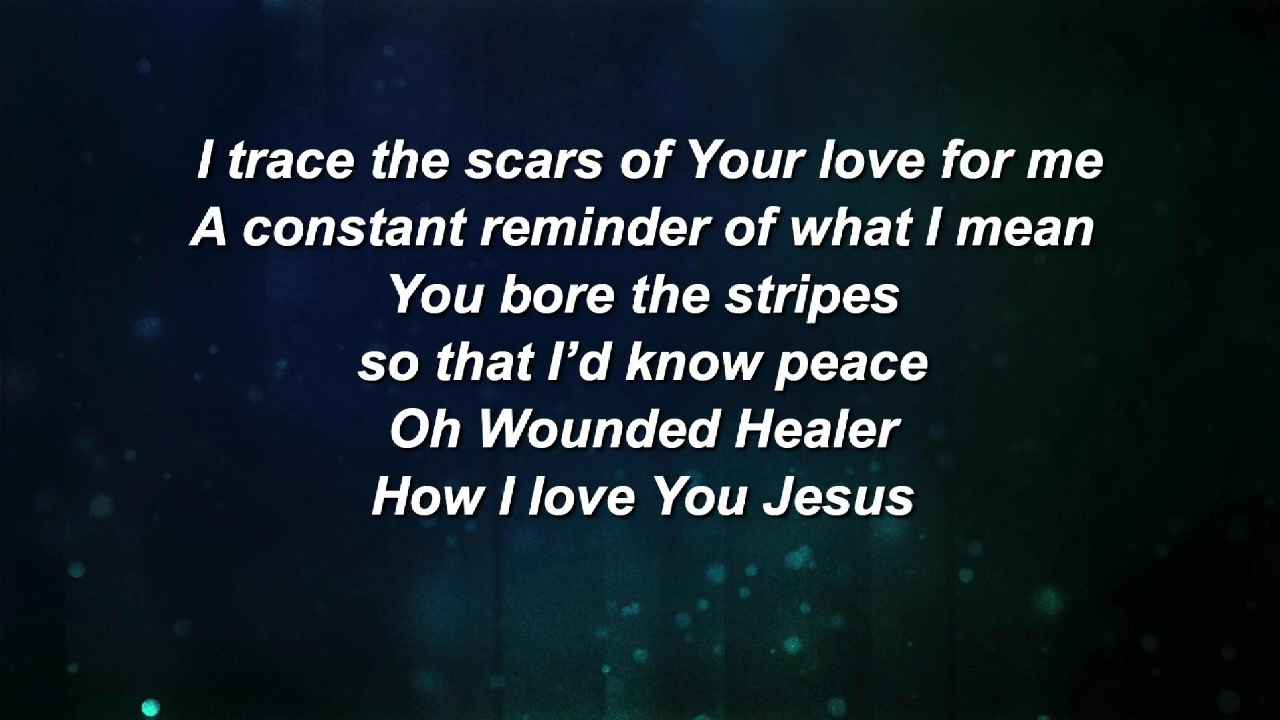 I trace the scars of Your love for me
A constant reminder of what I mean
You bore the stripes
so that I’d know peace
Oh Wounded Healer
How I love You Jesus